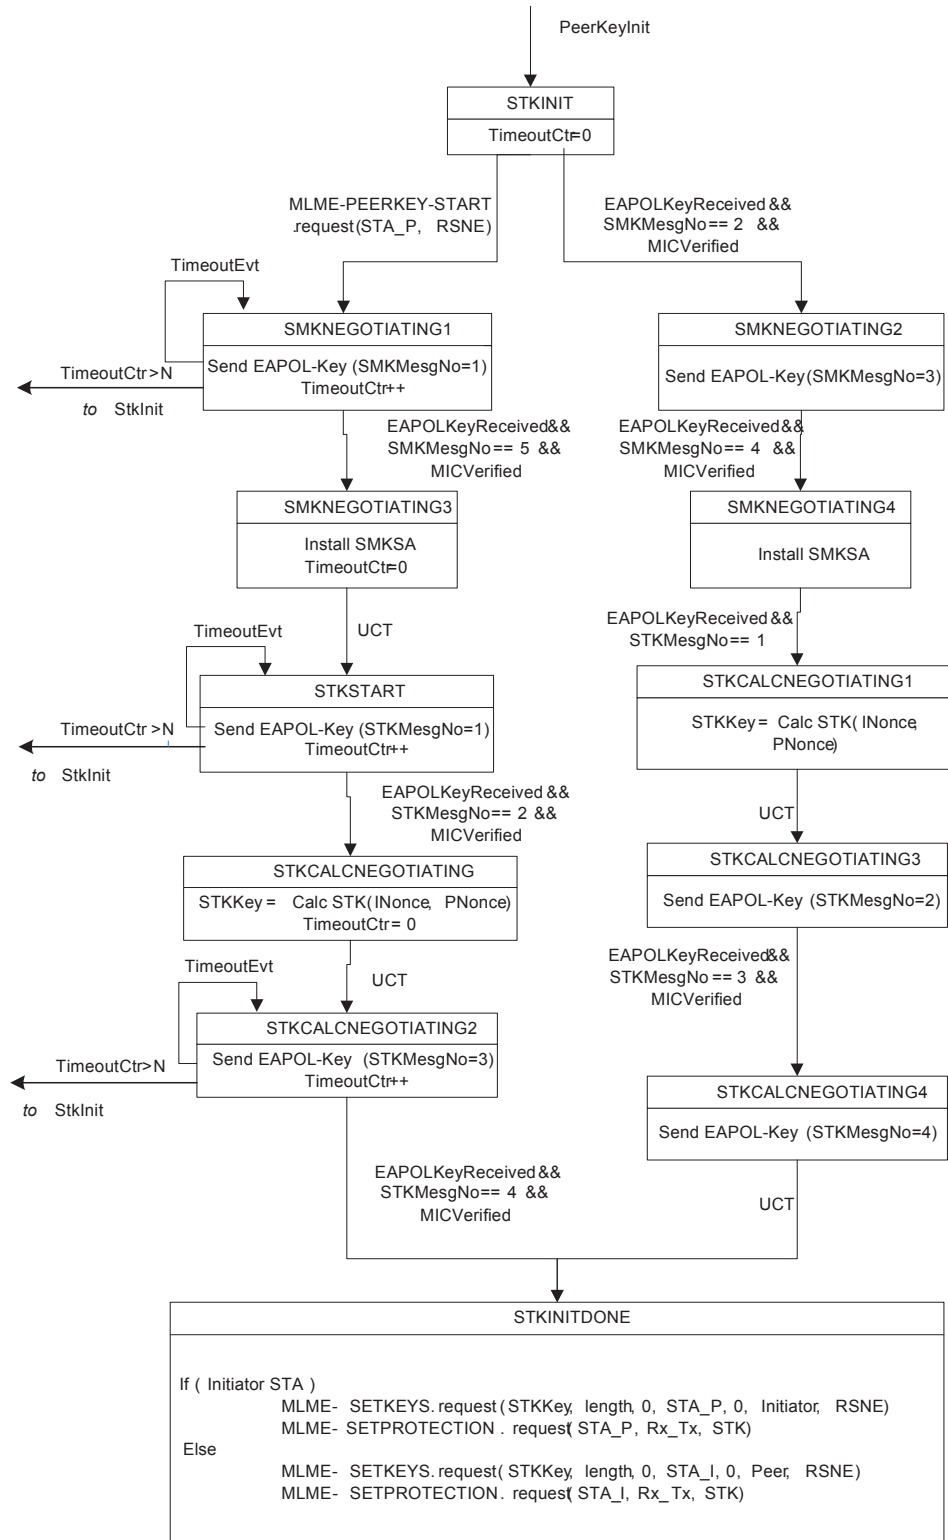 PeerKeyInit
STKINIT
TimeoutCtr=0
MLME-PEERKEY-START
.request(STA_P, RSNE)
EAPOLKeyReceived &&
SMKMesgNo == 2 &&
MICVerified
TimeoutEvt
SMKNEGOTIATING1
Send EAPOL-Key (SMKMesgNo=1)
TimeoutCtr++
TimeoutCtr>N
to StkInit
SMKNEGOTIATING2
Send EAPOL-Key(SMKMesgNo=3)
EAPOLKeyReceived&&
SMKMesgNo == 5 &&
MICVerified
EAPOLKeyReceived &&
SMKMesgNo == 4 &&
MICVerified
SMKNEGOTIATING3
Install SMKSA
TimeoutCtr=0
SMKNEGOTIATING4
Install SMKSA
UCT
EAPOLKeyReceived &&
STKMesgNo == 1
TimeoutEvt
STKSTART
Send EAPOL-Key (STKMesgNo=1)
TimeoutCtr++
TimeoutCtr >N
to StkInit
STKCALCNEGOTIATING1
STKKey = Calc STK( INonce,
PNonce)
EAPOLKeyReceived &&
STKMesgNo == 2 &&
MICVerified
UCT
STKCALCNEGOTIATING
STKKey = Calc STK(INonce, PNonce)
TimeoutCtr = 0
STKCALCNEGOTIATING3
Send EAPOL-Key (STKMesgNo=2)
UCT
EAPOLKeyReceived&&
STKMesgNo == 3 &&
MICVerified
TimeoutEvt
STKCALCNEGOTIATING2
Send EAPOL-Key (STKMesgNo=3)
TimeoutCtr++
TimeoutCtr>N
to StkInit
STKCALCNEGOTIATING4
Send EAPOL-Key (STKMesgNo=4)
EAPOLKeyReceived &&
STKMesgNo == 4 &&
MICVerified
UCT
STKINITDONE
If ( Initiator STA )
MLME- SETKEYS. request ( STKKey, length, 0, STA_P, 0, Initiator, RSNE)
MLME- SETPROTECTION . request( STA_P, Rx_Tx, STK)
Else
MLME- SETKEYS. request( STKKey, length, 0, STA_I, 0, Peer, RSNE)
MLME- SETPROTECTION. request( STA_I, Rx_Tx, STK)